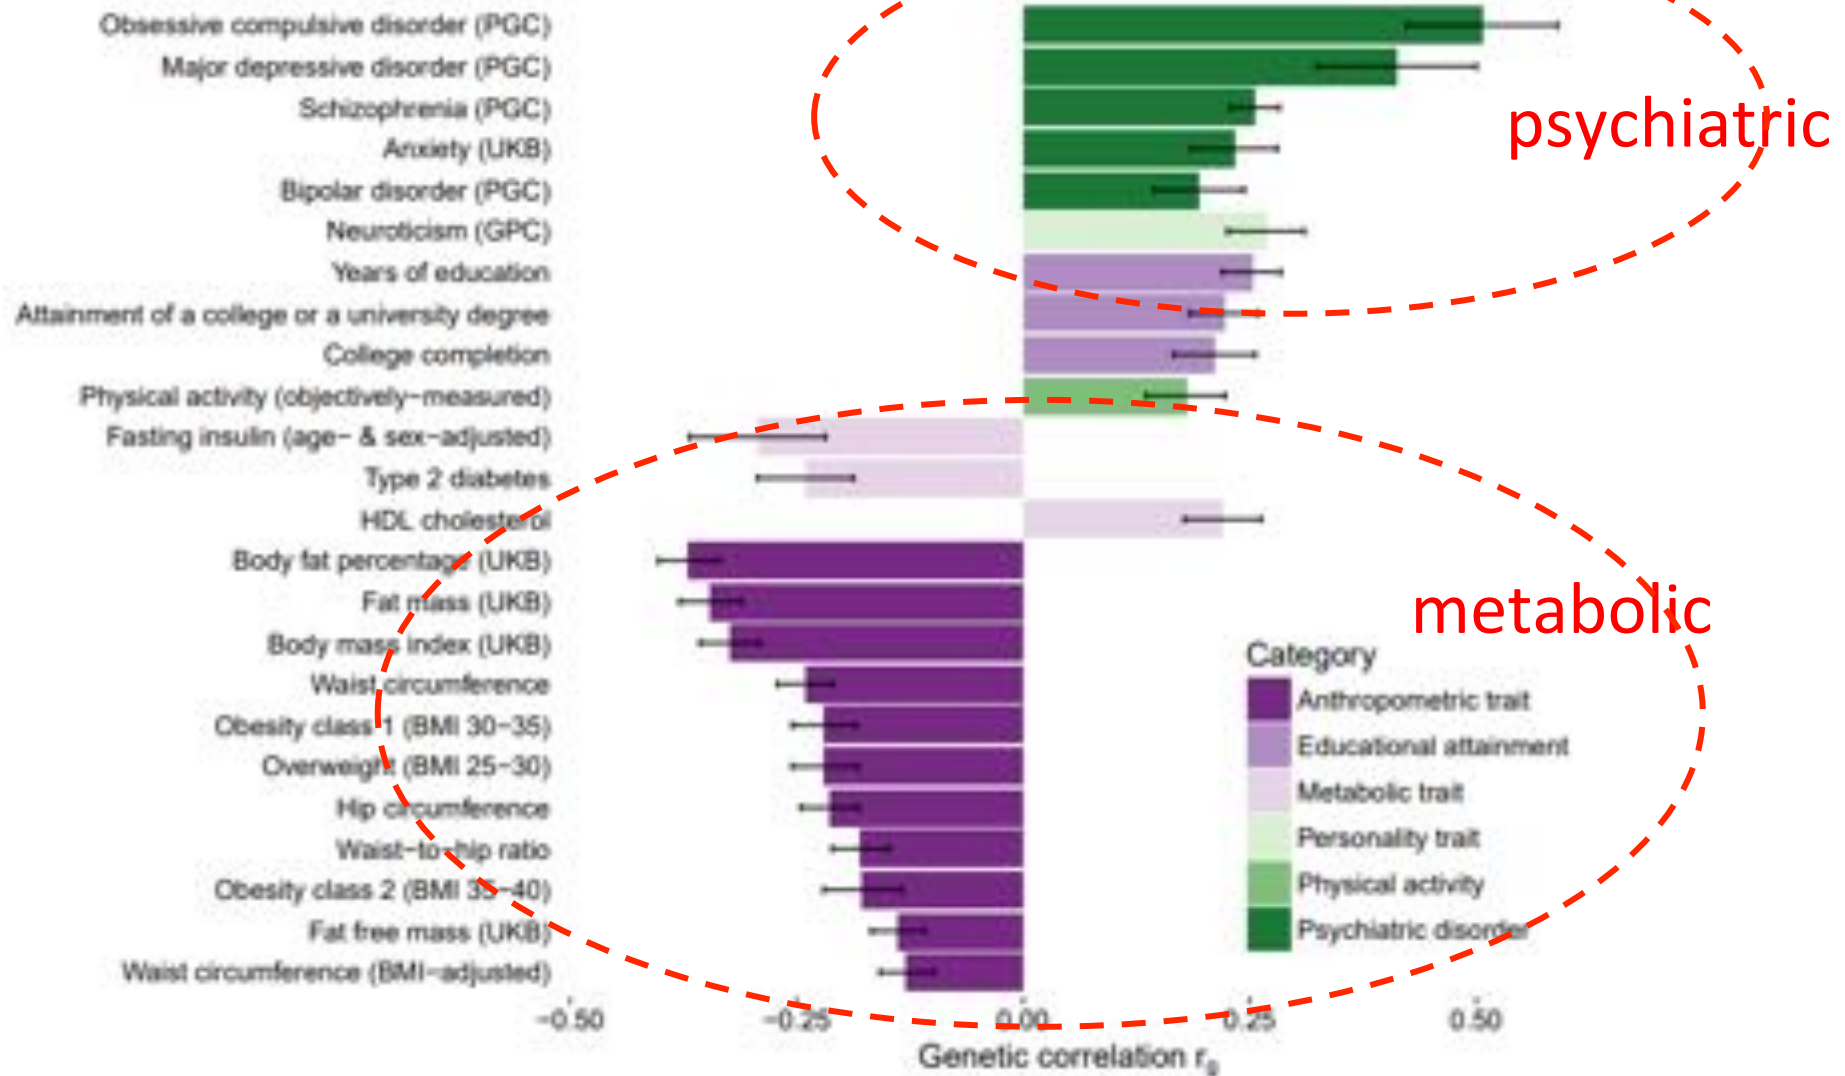 Obsessive compulsive disorder (PGC)
Major depressive disorder (PGC)
Schizophrenia (PGC)
psychiatric
Anxiety (UKB)
Bipolar disorder (PGC)
Neuroticism (GPC)
Years of education
Attainment of a college or a university degree
College completion
Physical activity (objectively−measured)
Fasting insulin (age− & sex−adjusted)
Type 2 diabetes
HDL cholesterol
Body fat percentage (UKB)
Fat mass (UKB)
metabolic
Body mass index (UKB)
Waist circumference
Obesity class 1 (BMI 30−35)
Overweight (BMI 25−30)
Hip circumference
Waist−to−hip ratio
Obesity class 2 (BMI 35−40)
Fat free mass (UKB)
Waist circumference (BMI−adjusted)
Category
Anthropometric trait
Educational attainment
Metabolic trait
Personality trait
Physical activity
Psychiatric disorder
−0.50 −0.25 0.00 0.25 0.50
Genetic correlation rg